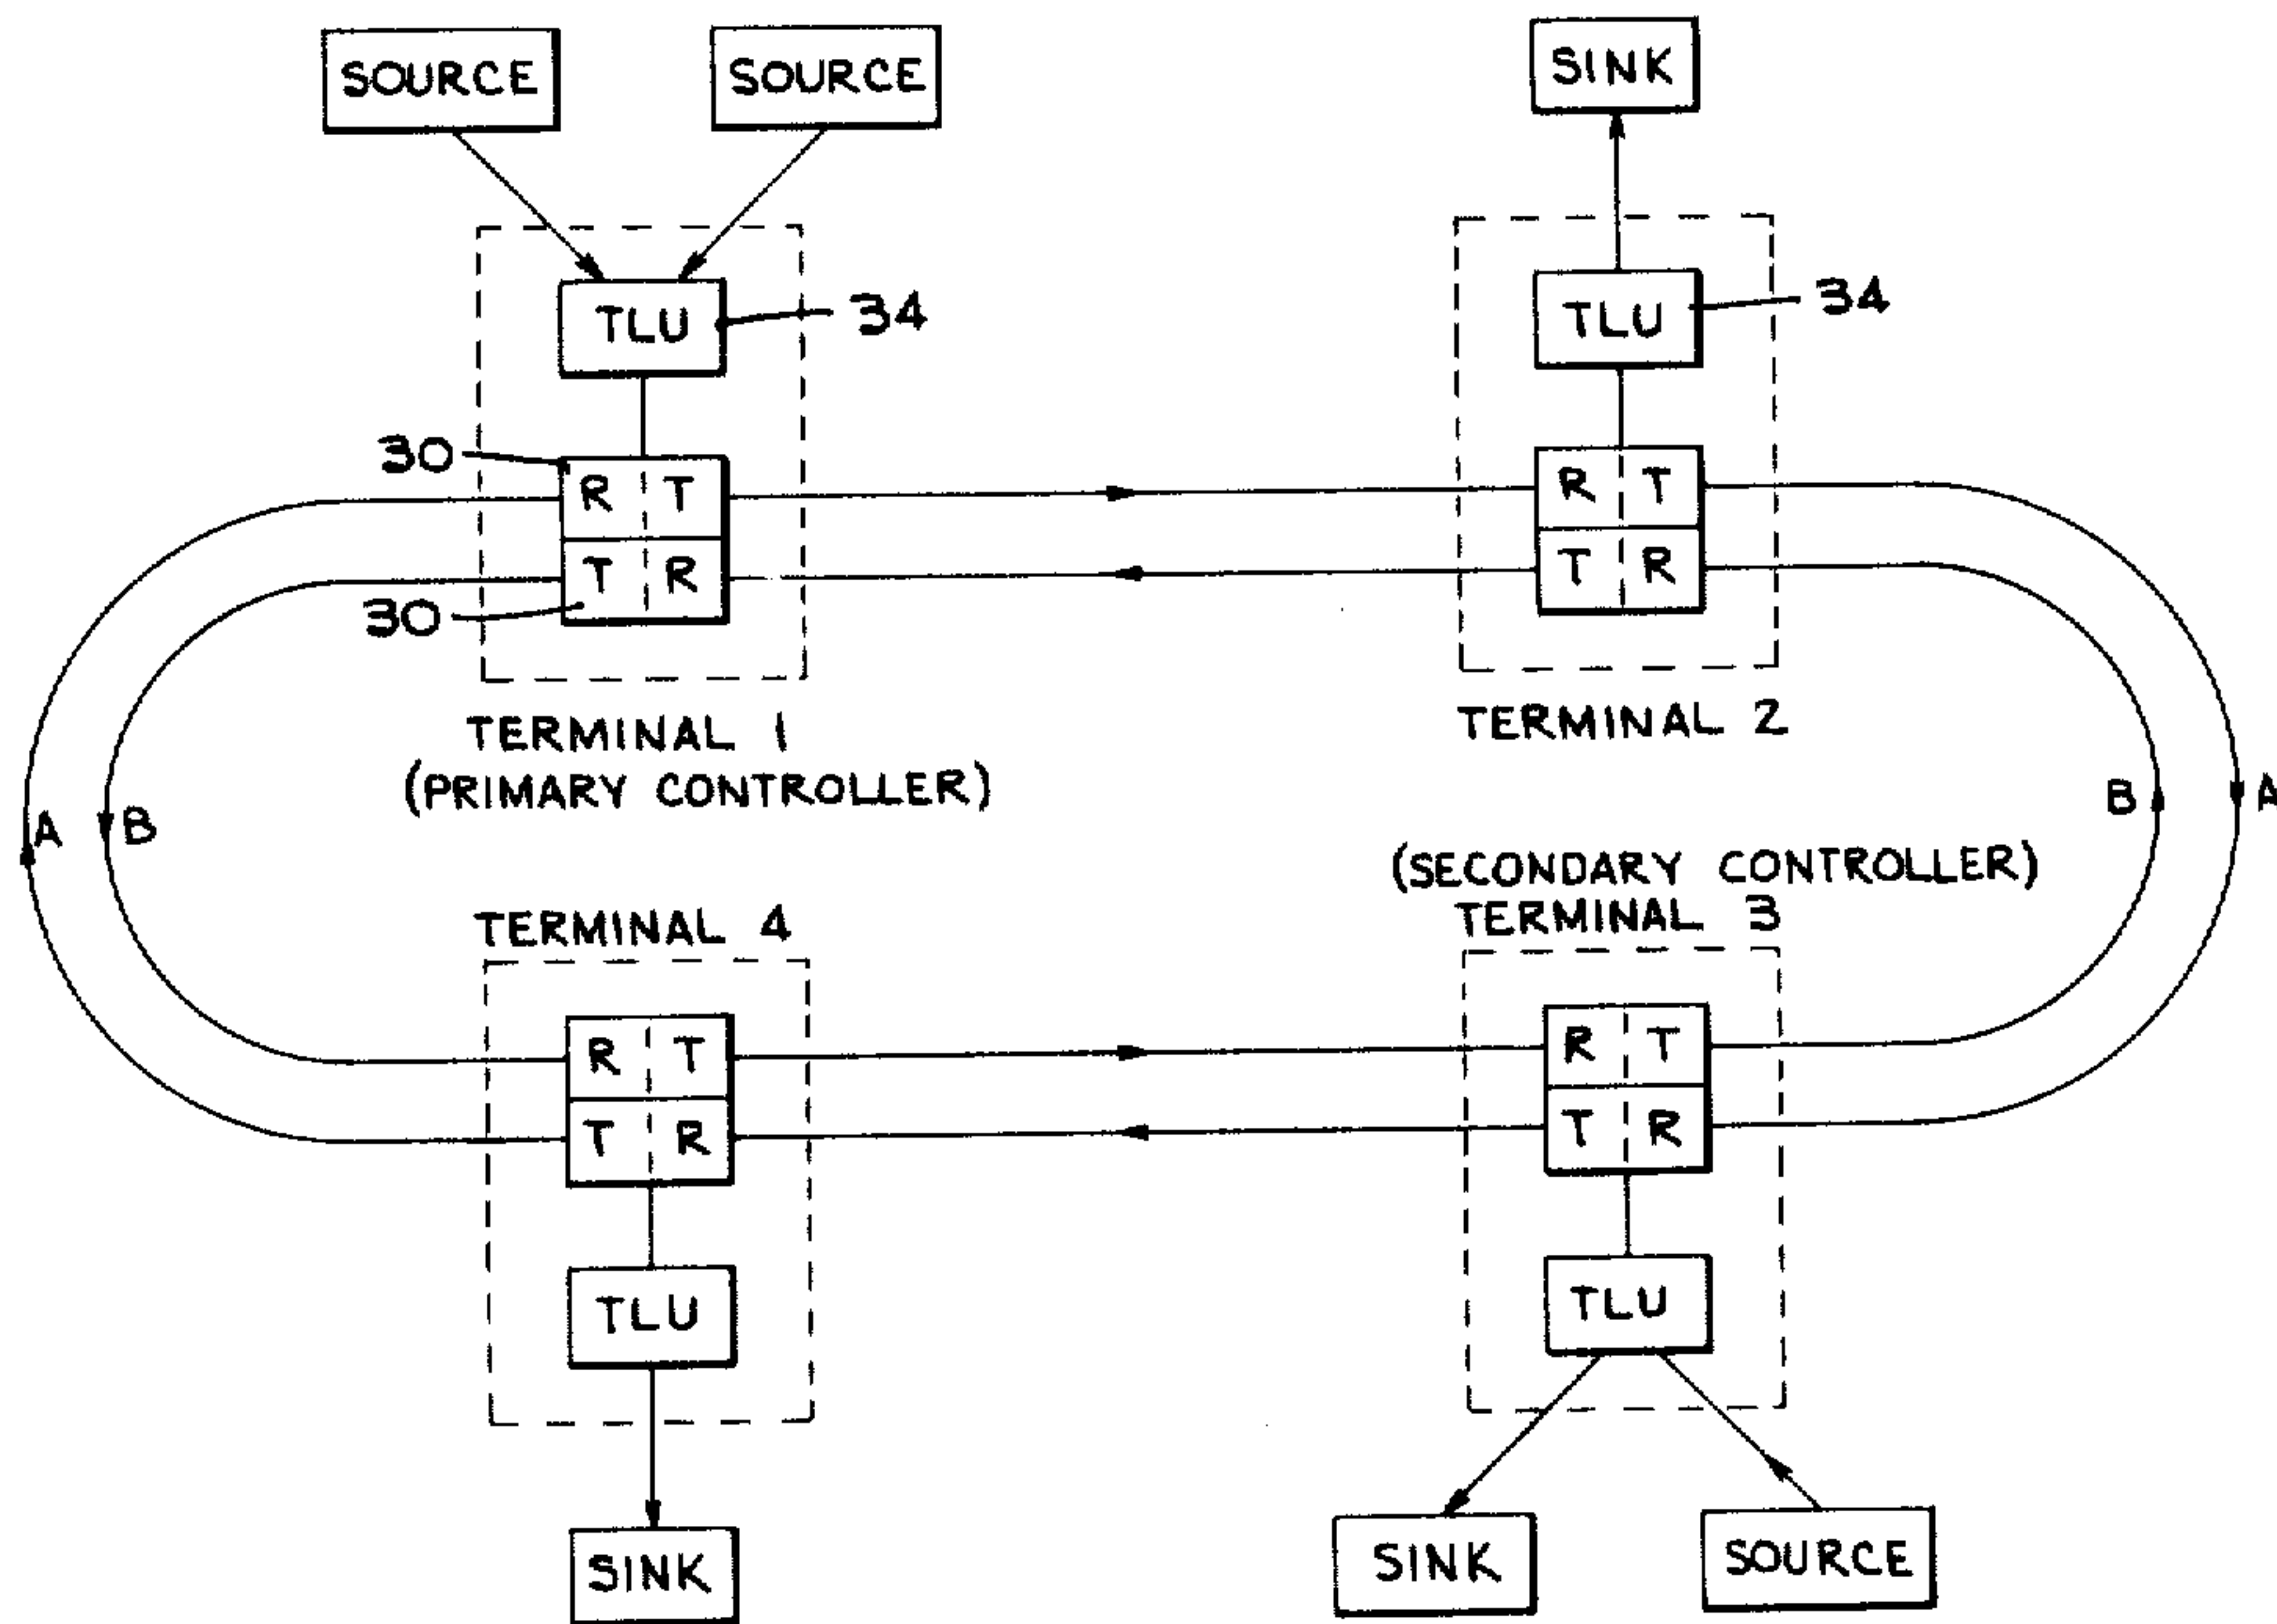 SOURCE
SOURCE
SINK
TLU
34
TLU
34
30
R T
R T
T R
T R
30
TERMINAL 1
(PRIMARY CONTROLLER)
TERMINAL 2
A
B
B
A
(SECONDARY CONTROLLER)
TERMINAL 3
TERMINAL 4
R T
R T
T R
T R
TLU
TLU
SINK
SINK
SOURCE